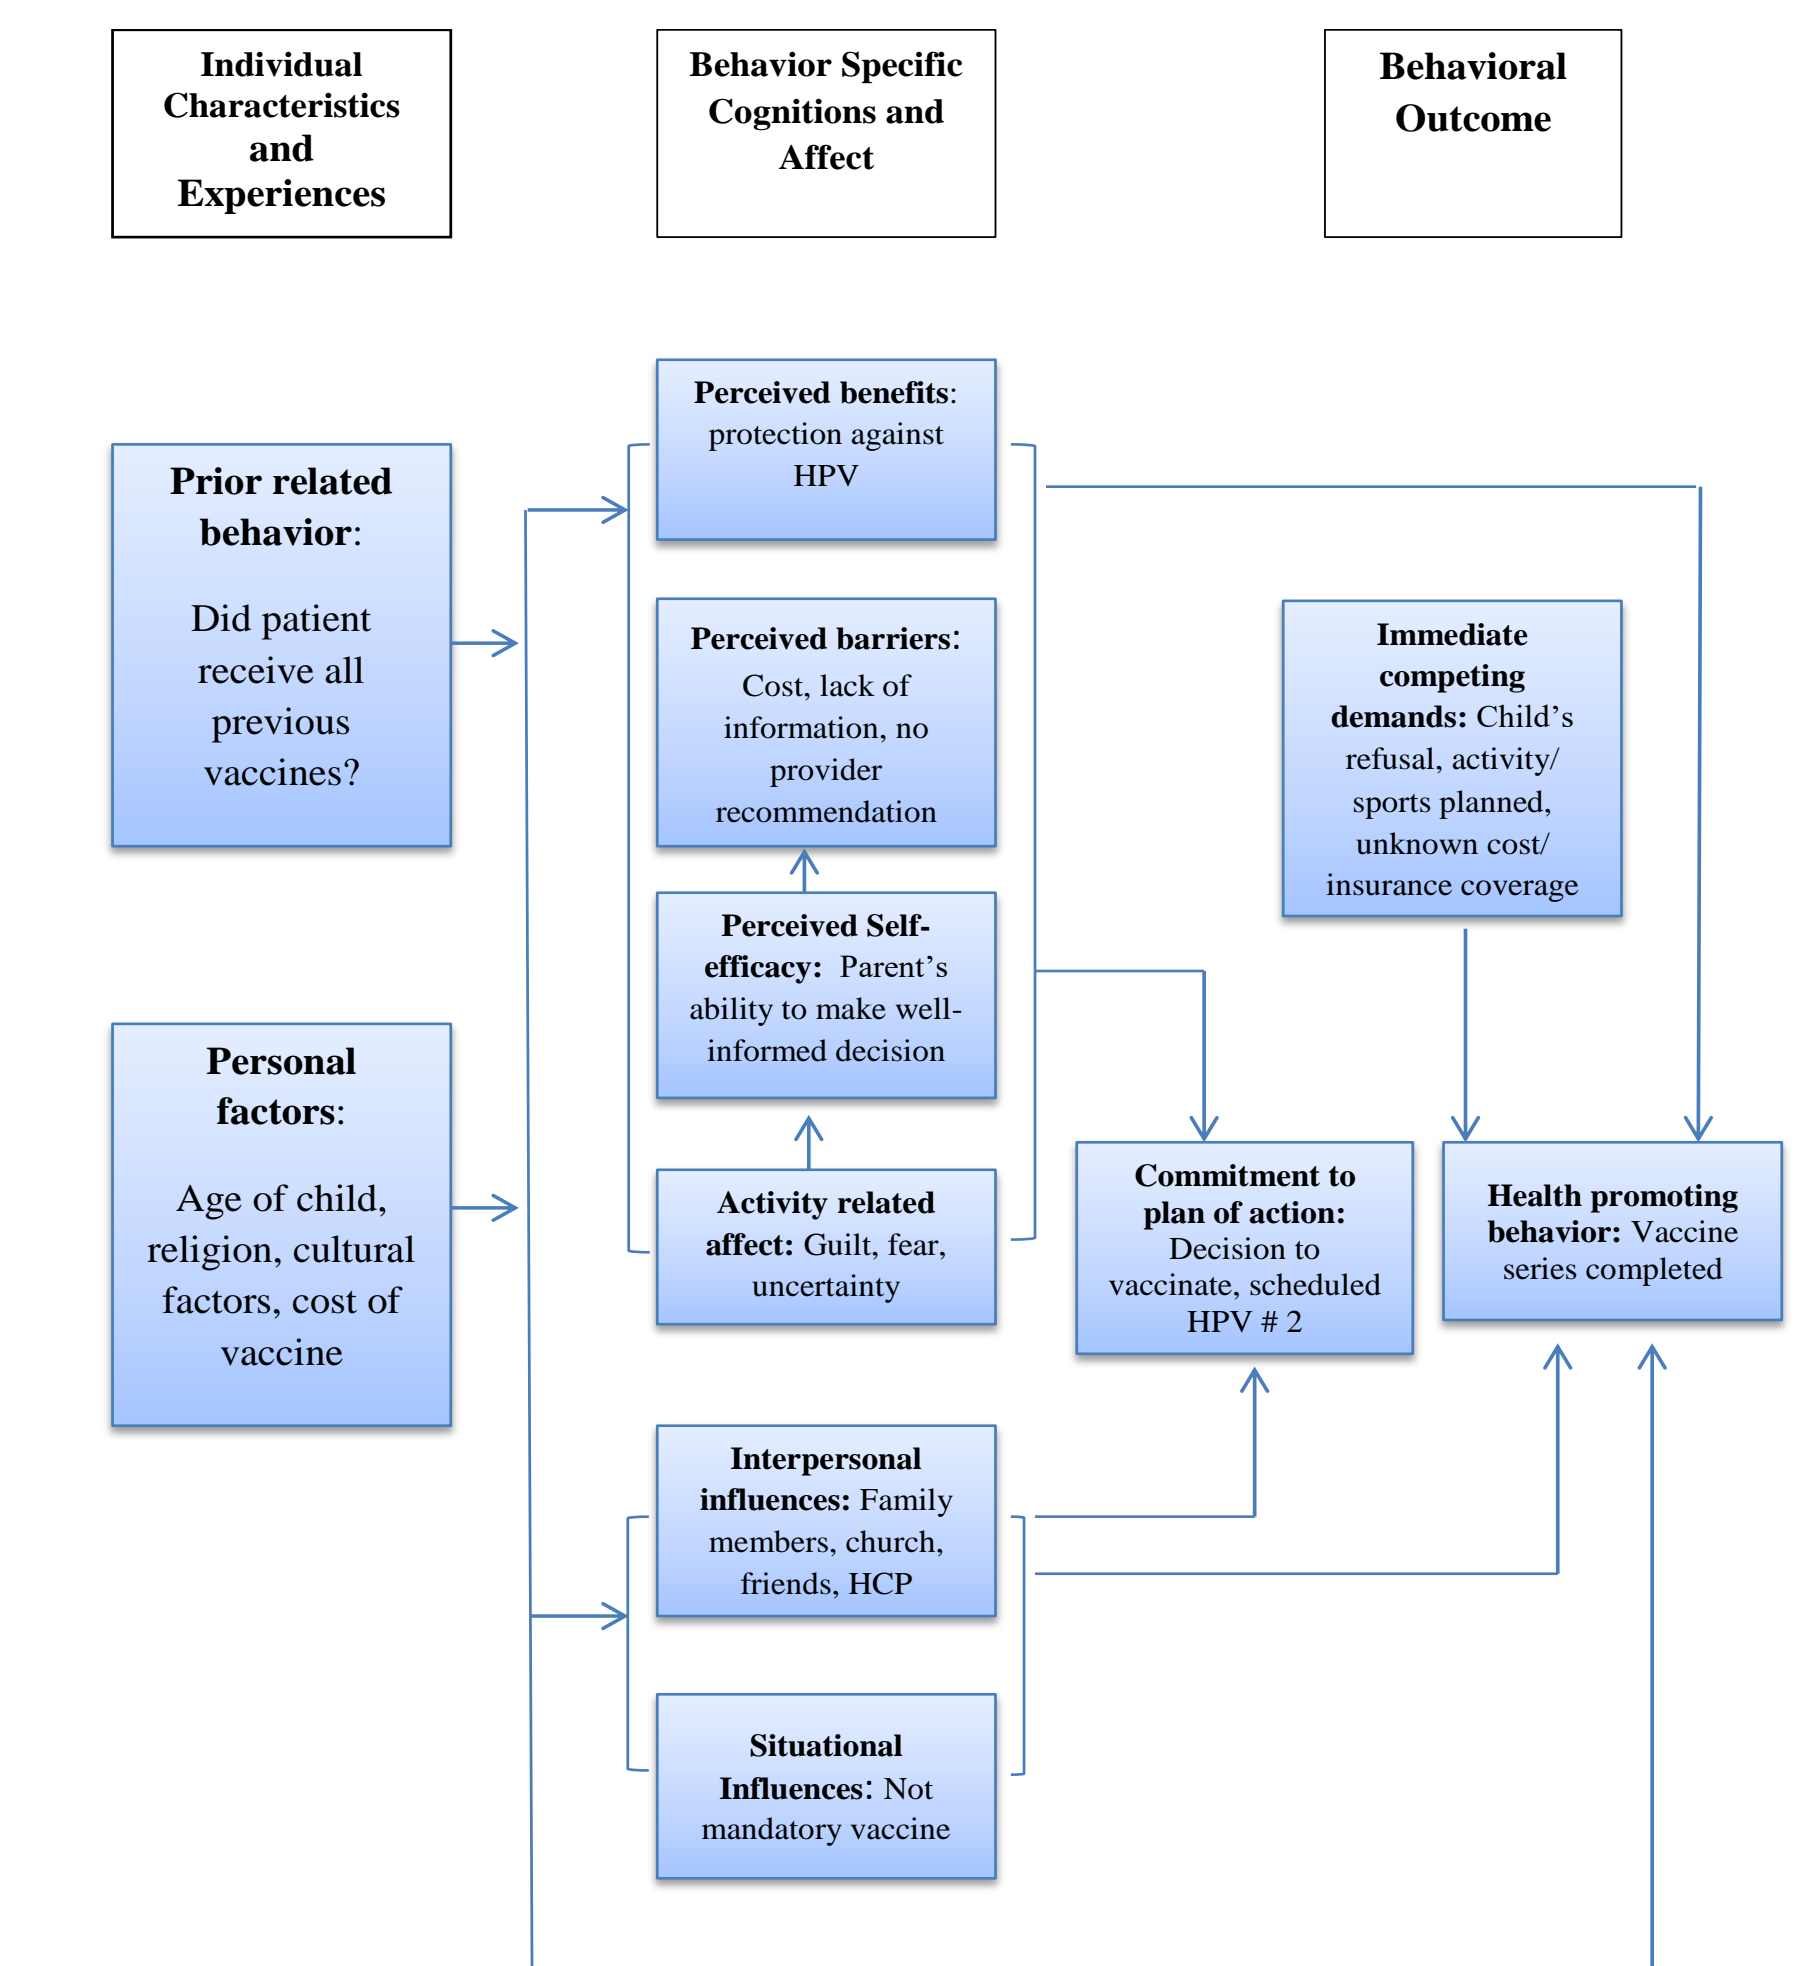 Individual
Characteristics
and
Experiences
Behavior Specific
Cognitions and
Affect
Behavioral
Outcome
Prior related
behavior:
Did patient
receive all
previous
vaccines?
Personal
factors:
Age of child,
religion, cultural
factors, cost of
vaccine
Perceived benefits:
protection against
HPV
Perceived barriers:
Cost, lack of
information, no
provider
recommendation
Perceived Self-
efficacy: Parent’s
ability to make well-
informed decision
Activity related
affect: Guilt, fear,
uncertainty
Interpersonal
influences: Family
members, church,
friends, HCP
Situational
Influences: Not
mandatory vaccine
Immediate
competing
demands: Child’s
refusal, activity/
sports planned,
unknown cost/
insurance coverage
Commitment to
plan of action:
Decision to
vaccinate, scheduled
HPV # 2
Health promoting
behavior: Vaccine
series completed